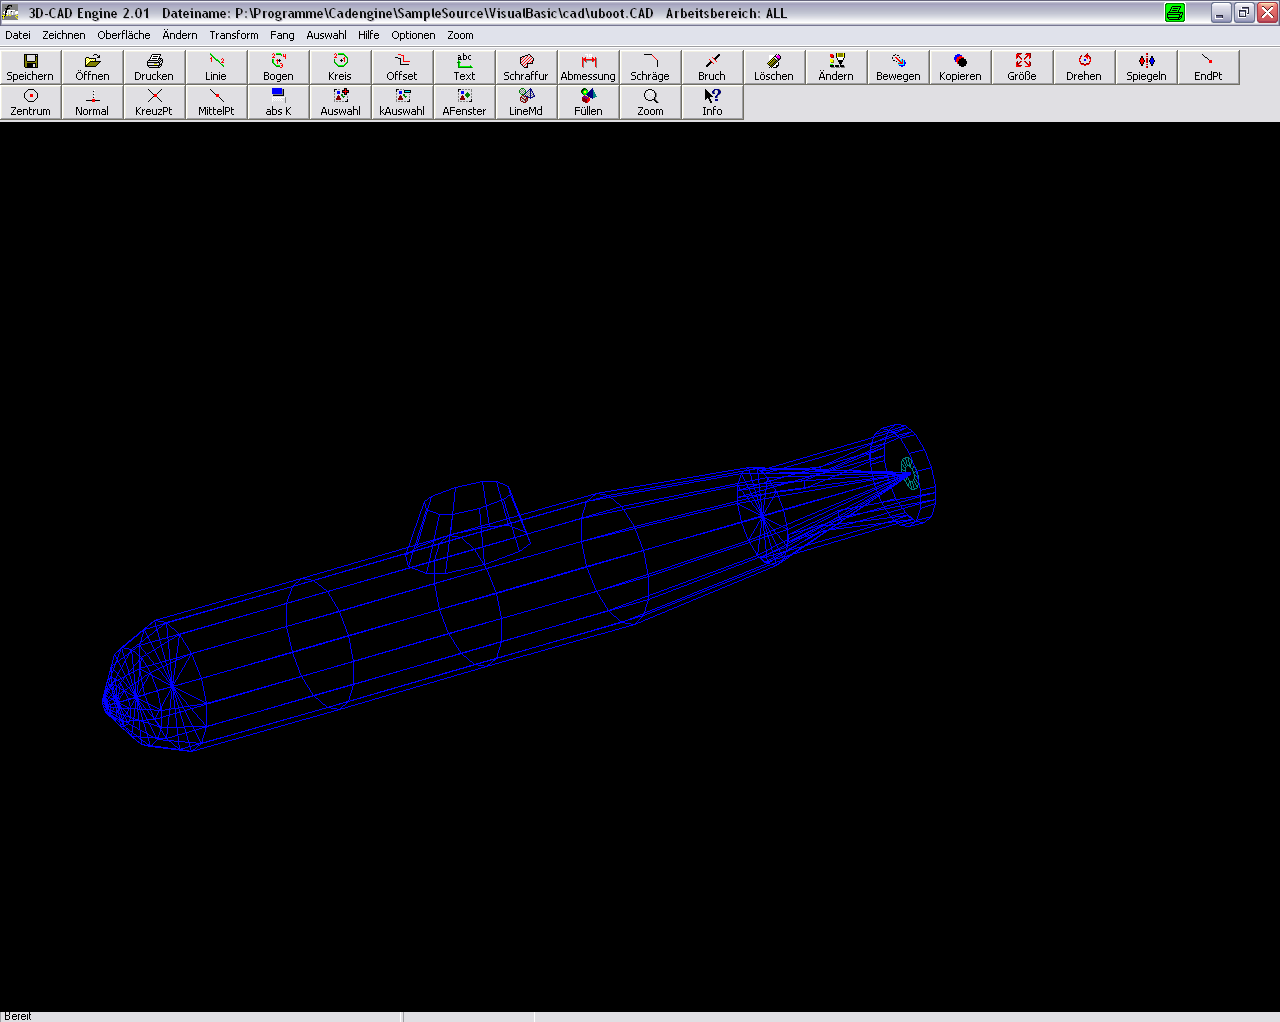 3D-CAD Engine 2.01 Dateiname: P:\Programme\Cadengine\SampleSource\VisualBasic\cad\uboot.CAD Arbeitsbereich: ALL
Datei Zeichnen Oberfläche Ändern Transform Fang Auswahl Hilfe Optionen Zoom
abc
Speichern Öffnen Drucken Linie Bogen Kreis Offset Text Schraffur Abmessung Schräge Bruch Löschen Ändern Bewegen Kopieren Größe Drehen Spiegeln EndPt
Zentrum Normal KreuzPt MittelPt abs K Auswahl kAuswahl AFenster LineMd Füllen Zoom Info
Bereit